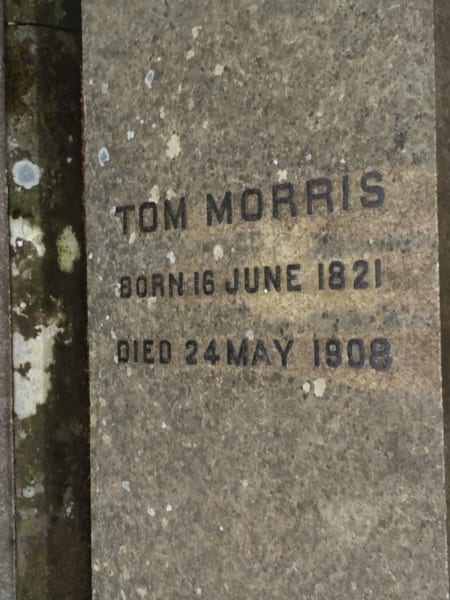 TOM MORRIS
BORN 16 JUNE 1821
DIED 24 MAY 1908